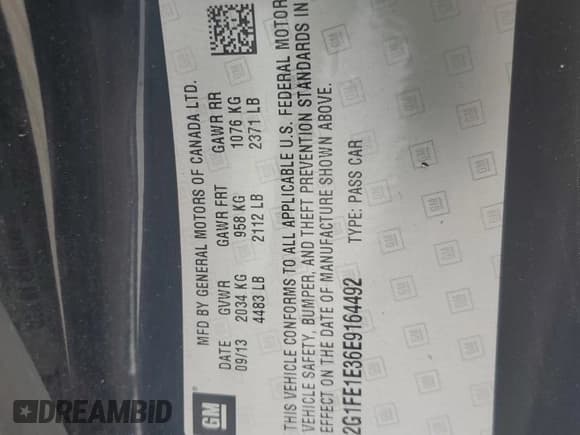 GM
MFD BY GENERAL MOTORS OF CANADA LTD.
DATE GVWR GAWR FRT GAWR RR
09/13 2034 KG 958 KG 1076 KG
4483 LB 2112 LB 2371 LB
THIS VEHICLE CONFORMS TO ALL APPLICABLE U.S. FEDERAL MOTOR
VEHICLE SAFETY, BUMPER, AND THEFT PREVENTION STANDARDS IN
EFFECT ON THE DATE OF MANUFACTURE SHOWN ABOVE.
2G1FE1E36E9164492 TYPE: PASS CAR
DREAMBID